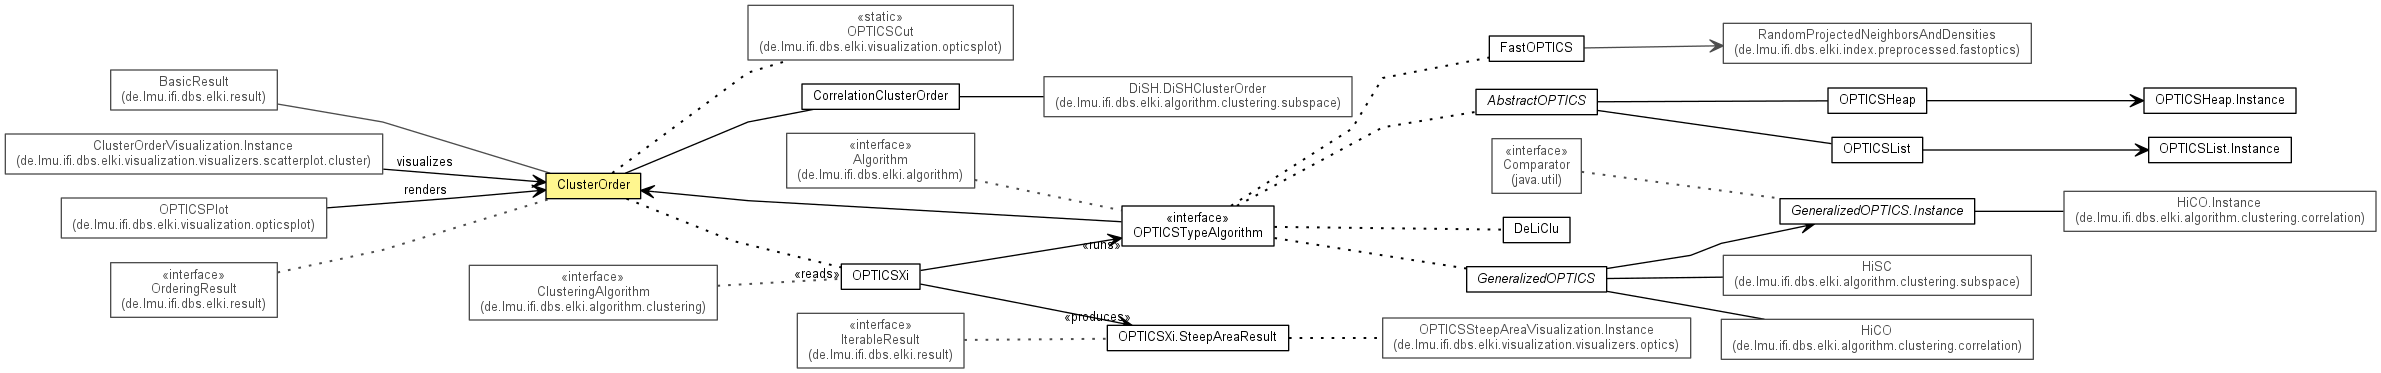 «static»
OPTICSCut
(de.lmu.ifi.dbs.elki.visualization.opticsplot)
BasicResult
(de.lmu.ifi.dbs.elki.result)
ClusterOrderVisualization.Instance
(de.lmu.ifi.dbs.elki.visualization.visualizers.scatterplot.cluster)
visualizes
renders
OPTICSPlot
(de.lmu.ifi.dbs.elki.visualization.opticsplot)
«interface»
OrderingResult
(de.lmu.ifi.dbs.elki.result)
ClusterOrder
CorrelationClusterOrder
DiSH.DiSHClusterOrder
(de.lmu.ifi.dbs.elki.algorithm.clustering.subspace)
«interface»
Algorithm
(de.lmu.ifi.dbs.elki.algorithm)
«interface»
ClusteringAlgorithm
(de.lmu.ifi.dbs.elki.algorithm.clustering)
«reads»
OPTICSXi
«runs»
«interface»
OPTICSTypeAlgorithm
«produces»
«interface»
IterableResult
(de.lmu.ifi.dbs.elki.result)
OPTICSXi.SteepAreaResult
OPTICSSteepAreaVisualization.Instance
(de.lmu.ifi.dbs.elki.visualization.visualizers.optics)
FastOPTICS
RandomProjectedNeighborsAndDensities
(de.lmu.ifi.dbs.elki.index.preprocessed.fastoptics)
AbstractOPTICS
OPTICSHeap
OPTICSHeap.Instance
OPTICSList
OPTICSList.Instance
«interface»
Comparator
(java.util)
GeneralizedOPTICS.Instance
HiCO.Instance
(de.lmu.ifi.dbs.elki.algorithm.clustering.correlation)
DeLiClu
GeneralizedOPTICS
HiSC
(de.lmu.ifi.dbs.elki.algorithm.clustering.subspace)
HiCO
(de.lmu.ifi.dbs.elki.algorithm.clustering.correlation)